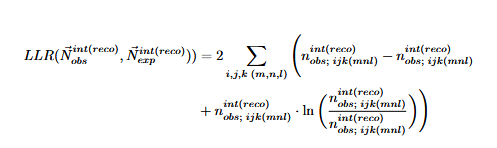 LLR(\vec{N}_{obs}^{int(reco)}, \vec{N}_{exp}^{int(reco)})) = 2 \sum_{i,j,k (m,n,l)} \Bigg( n_{obs; ijk(mnl)}^{int(reco)} - n_{obs; ijk(mnl)}^{int(reco)}
+ n_{obs; ijk(mnl)}^{int(reco)} \cdot \ln \Bigg( \frac{n_{obs; ijk(mnl)}^{int(reco)}}{n_{obs; ijk(mnl)}^{int(reco)}} \Bigg) \Bigg)